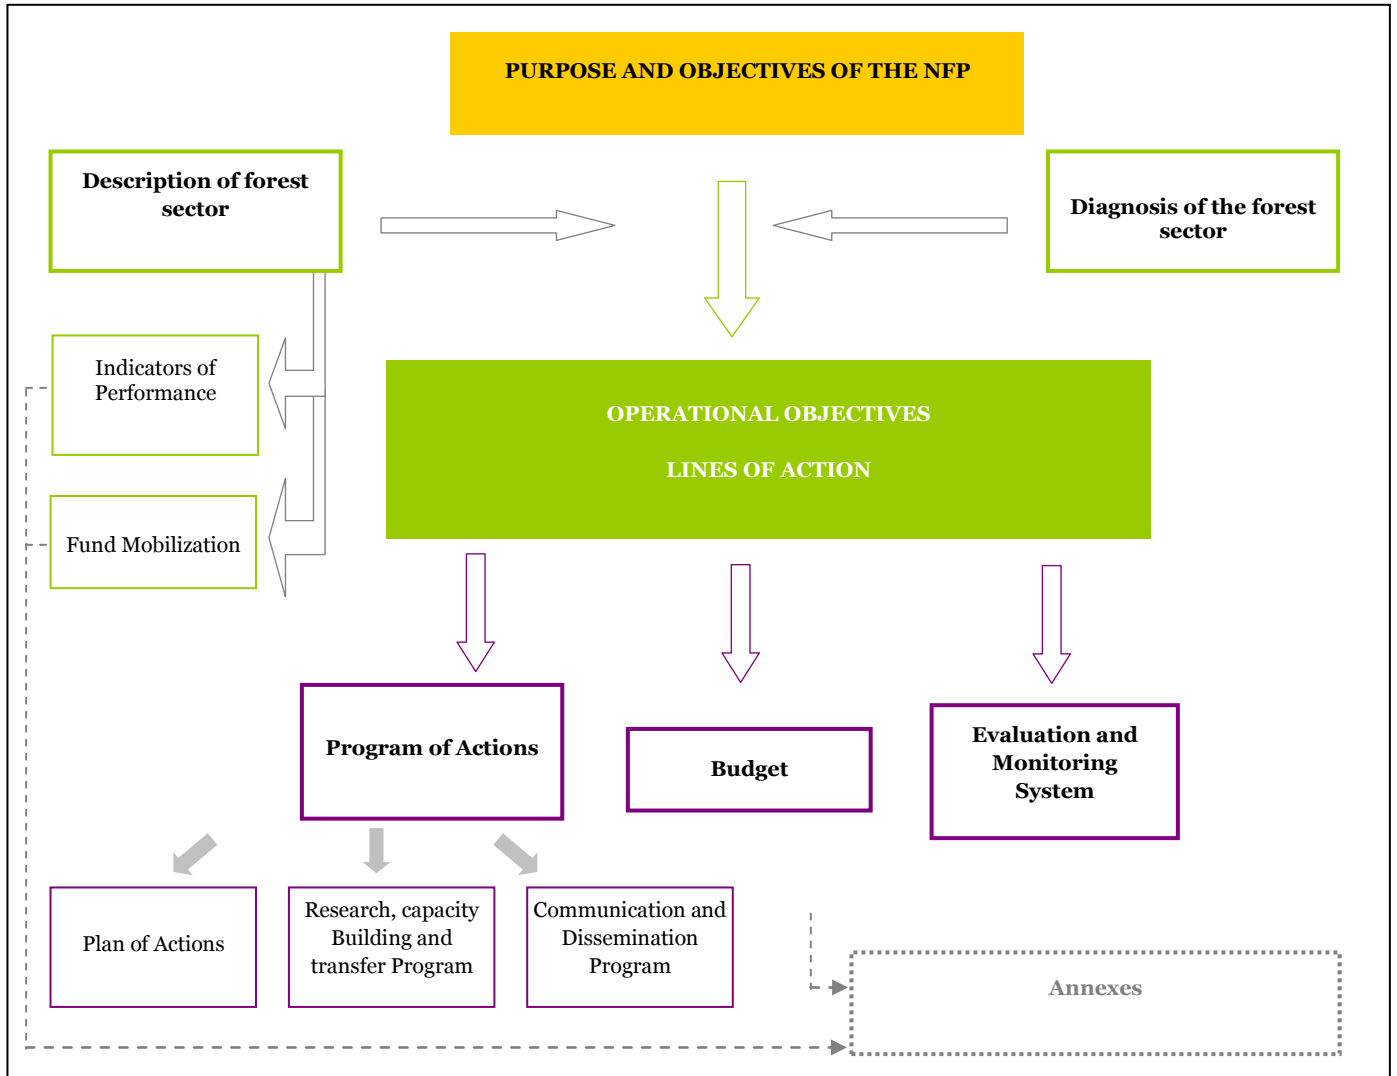 PURPOSE AND OBJECTIVES OF THE NFP
Description of forest
sector
Diagnosis of the forest
sector
Indicators of
Performance
OPERATIONAL OBJECTIVES
LINES OF ACTION
Fund Mobilization
Program of Actions
Budget
Evaluation and
Monitoring
System
Plan of Actions
Research, capacity
Building and
transfer Program
Communication and
Dissemination
Program
Annexes